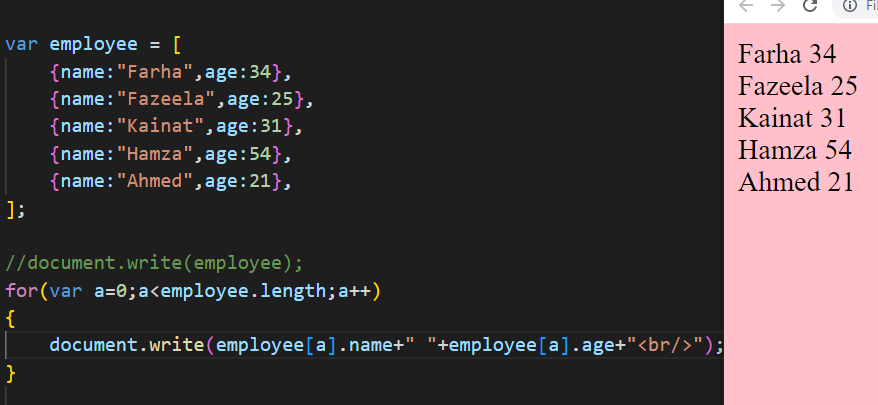 var employee = [
    {name:"Farha",age:34},
    {name:"Fazeela",age:25},
    {name:"Kainat",age:31},
    {name:"Hamza",age:54},
    {name:"Ahmed",age:21},
];
//document.write(employee);
for(var a=0;a<employee.length;a++)
{
    document.write(employee[a].name+" "+employee[a].age+"<br/>");
}
Farha 34
Fazeela 25
Kainat 31
Hamza 54
Ahmed 21